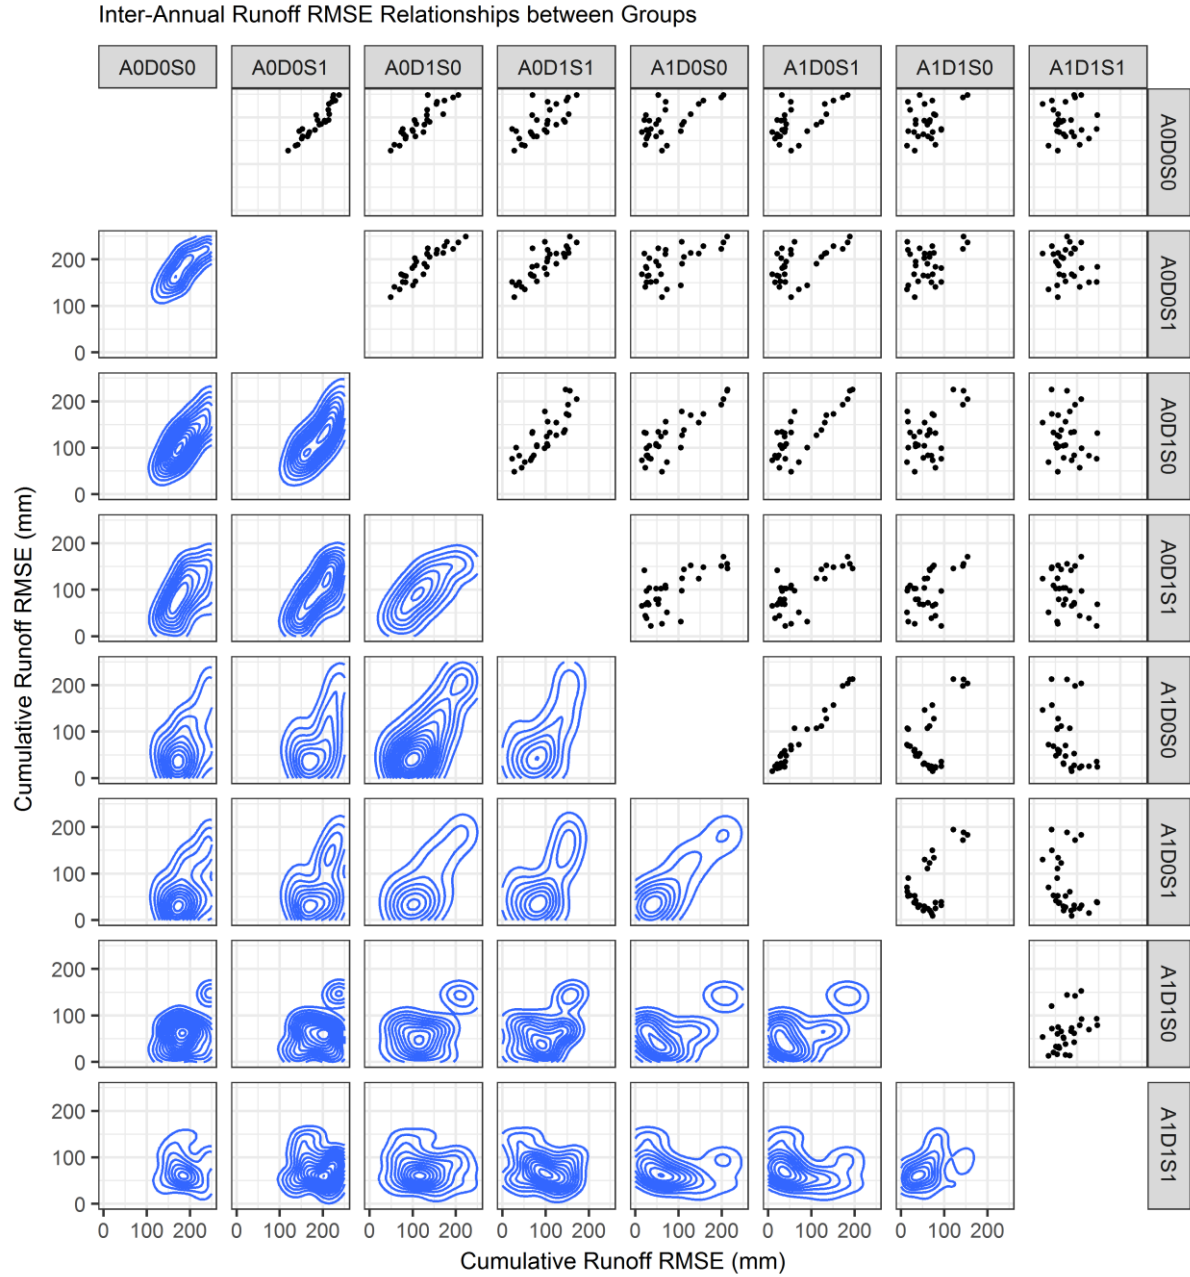 Inter-Annual Runoff RMSE Relationships between Groups
A0D0S0 A0D0S1 A0D1S0 A0D1S1 A1D0S0 A1D0S1 A1D1S0 A1D1S1
A0D0S0
200
100
0
A0D0S1
200
100
0
A0D1S0
200
100
0
A0D1S1
200
100
0
A1D0S0
200
100
0
A1D0S1
200
100
0
A1D1S0
200
100
0
A1D1S1
Cumulative Runoff RMSE (mm)
0 100 200 0 100 200 0 100 200 0 100 200 0 100 200 0 100 200 0 100 200
Cumulative Runoff RMSE (mm)